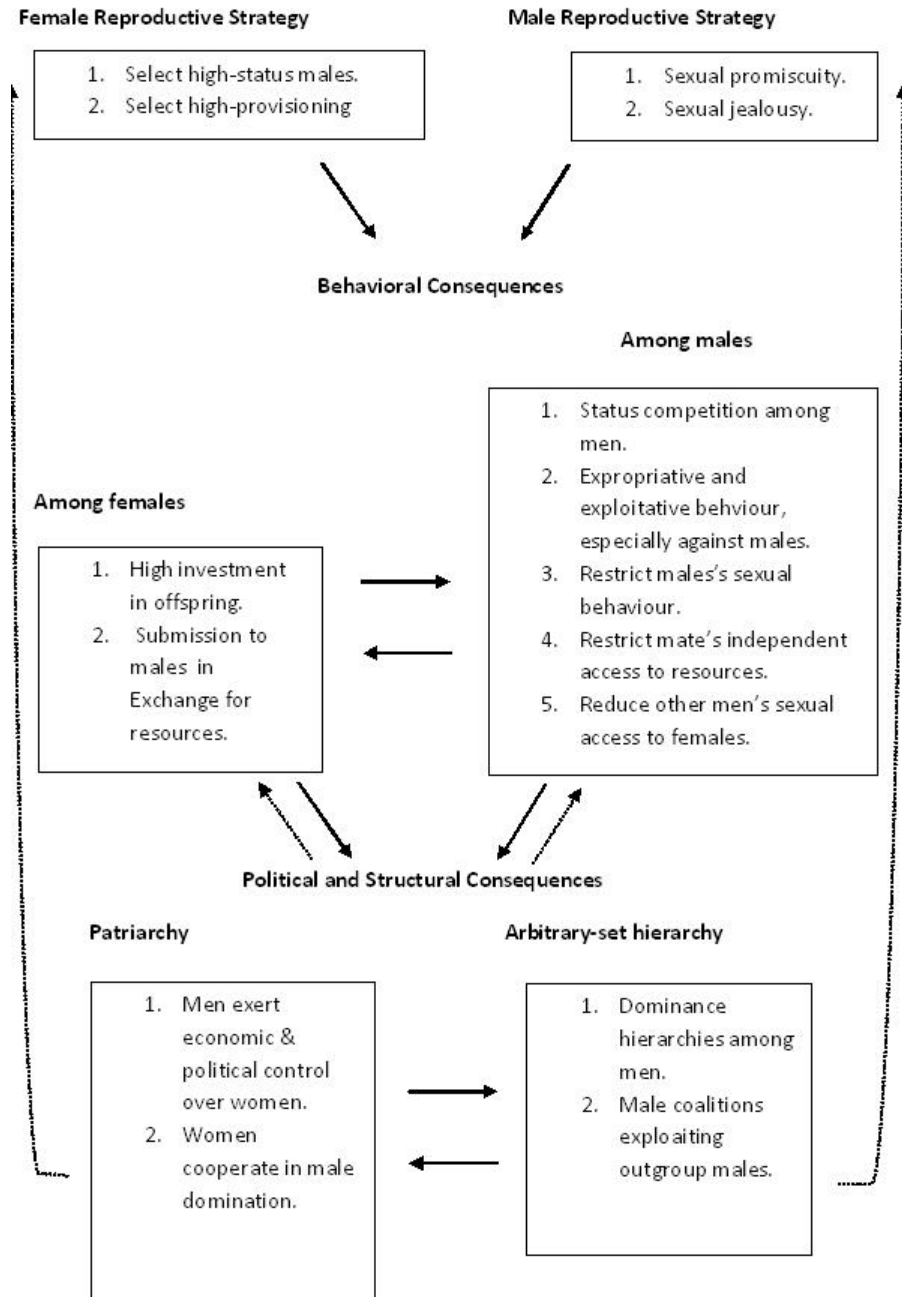 Female Reproductive Strategy
Male Reproductive Strategy
1. Select high-status males.
2. Select high-provisioning
1. Sexual promiscuity.
2. Sexual jealousy.
Behavioral Consequences
Among males
1. Status competition among
men.
2. Expropriative and
exploitative behviour,
especially against males.
3. Restrict males's sexual
behaviour.
4. Restrict mate's independent
access to resources.
5. Reduce other men's sexual
access to females.
Among females
1. High investment
in offspring.
2. Submission to
males in
Exchange for
resources.
Political and Structural Consequences
Patriarchy
Arbitrary-set hierarchy
1. Men exert
economic &
political control
over women.
2. Women
cooperate in male
domination.
1. Dominance
hierarchies among
men.
2. Male coalitions
exploaiting
outgroup males.